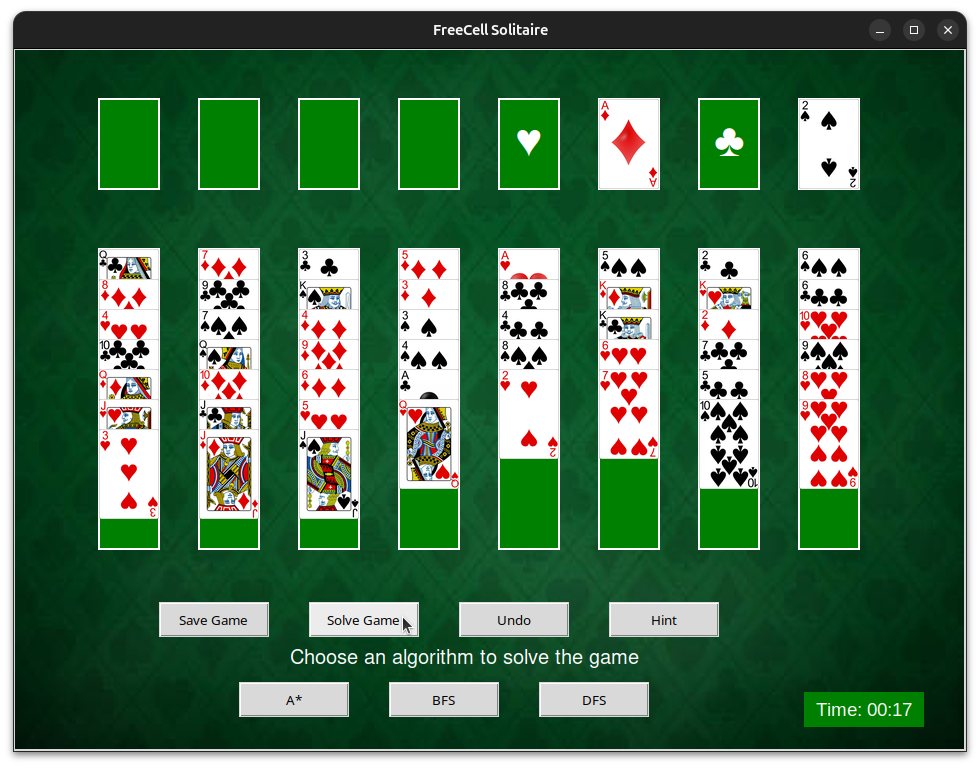 FreeCell Solitaire
A A 2 2
Q 7 3 5 A 5 2 6
8 9 K 3 8 K K 6
4 7 4 3 4 K 2 10
10 Q 9 4 8 6 7 9
Q 10 6 A 2 7 5 8
J J 5 Q 2 7 10 9
3 J J Q 10 9
3 J J
Save Game Solve Game Undo Hint
Choose an algorithm to solve the game
A* BFS DFS
Time: 00:17